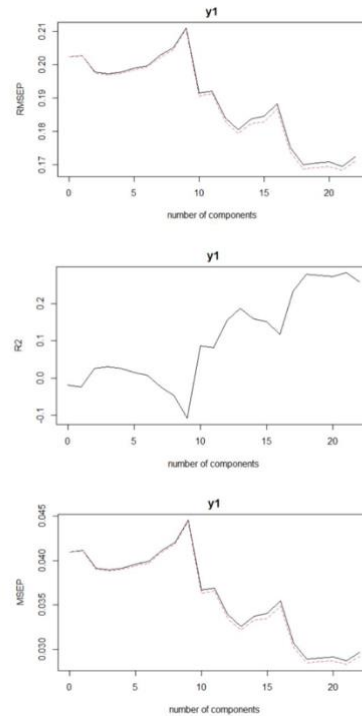 y1
0.21
0.20
0.19
0.18
0.17
RMSEP
0 5 10 15 20
number of components
y1
0.2
0.1
0.0
-0.1
R2
0 5 10 15 20
number of components
y1
0.045
0.040
0.035
0.030
MSEP
0 5 10 15 20
number of components